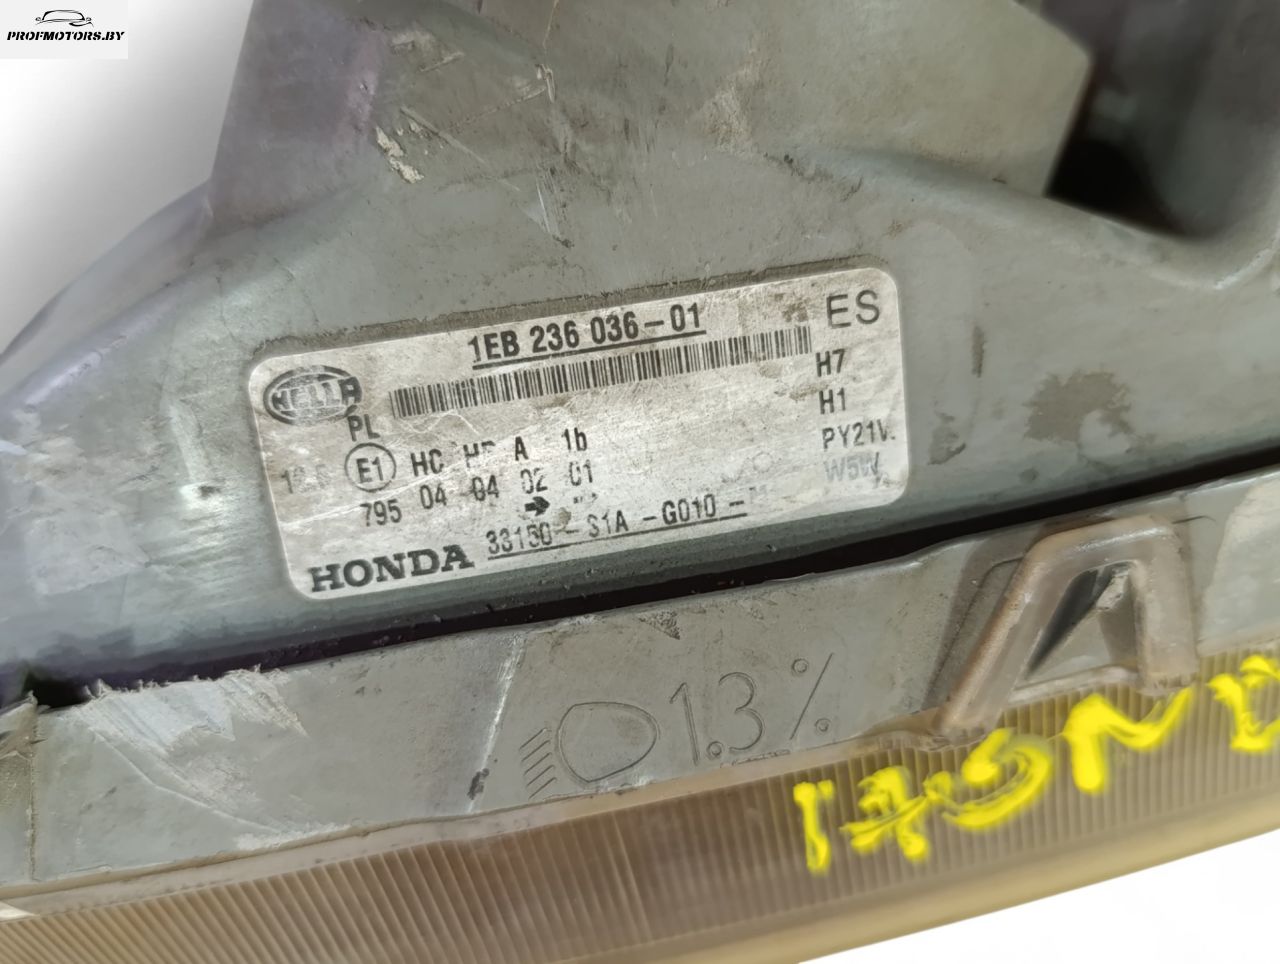 PROFMOTORS.BY
1EB 236 036-01
ES
HELLA
H7
PL
H1
E1 HC A 1b
PY21W
W5W
795 04 04 02 01
HONDA 33150-S1A-G010-
1.3%